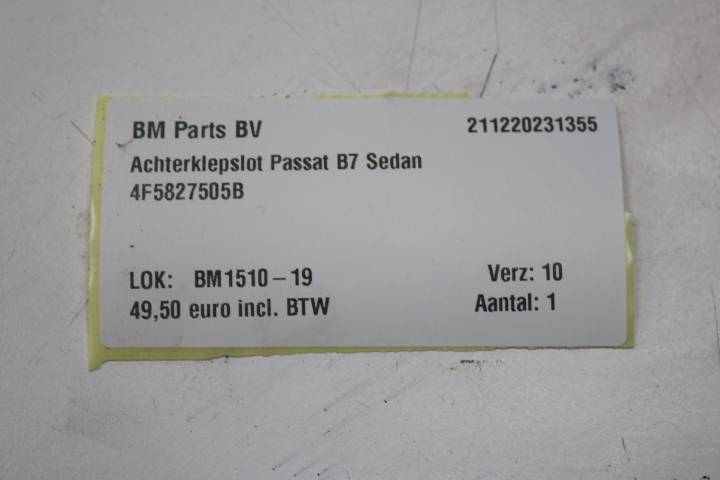 BM Parts BV 211220231355
Achterklepslot Passat B7 Sedan
4F5827505B
LOK: BM1510-19 Verz: 10
49,50 euro incl. BTW Aantal: 1